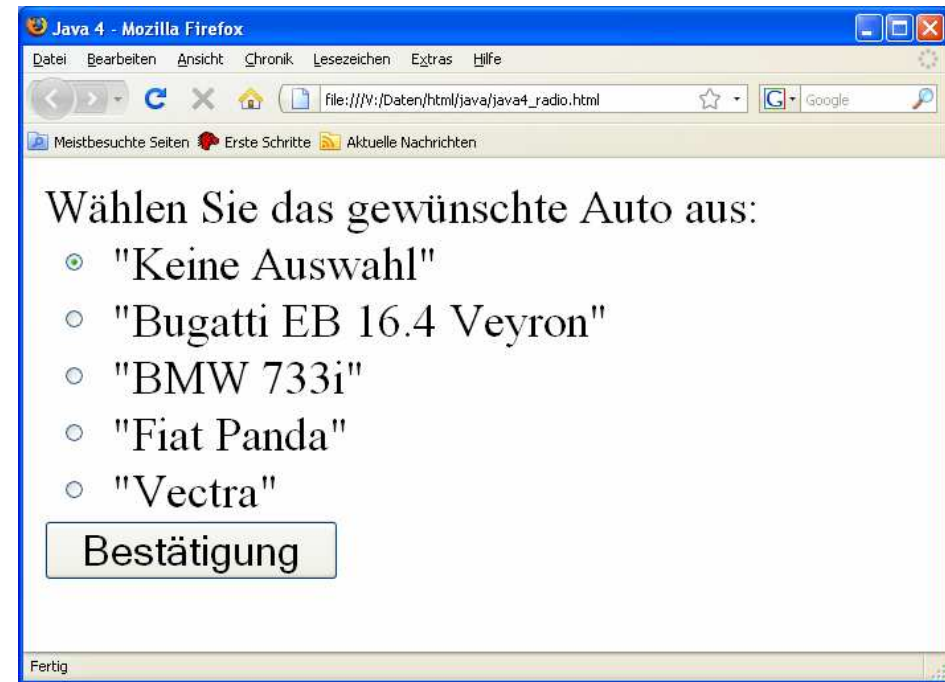 Java 4 - Mozilla Firefox
Datei Bearbeiten Ansicht Chronik Lesezeichen Extras Hilfe
file:///V:/Daten/html/java/java4_radio.html G Google
Meistbesuchte Seiten Erste Schritte Aktuelle Nachrichten
Wählen Sie das gewünschte Auto aus:
"Keine Auswahl"
"Bugatti EB 16.4 Veyron"
"BMW 733i"
"Fiat Panda"
"Vectra"
Bestätigung
Fertig